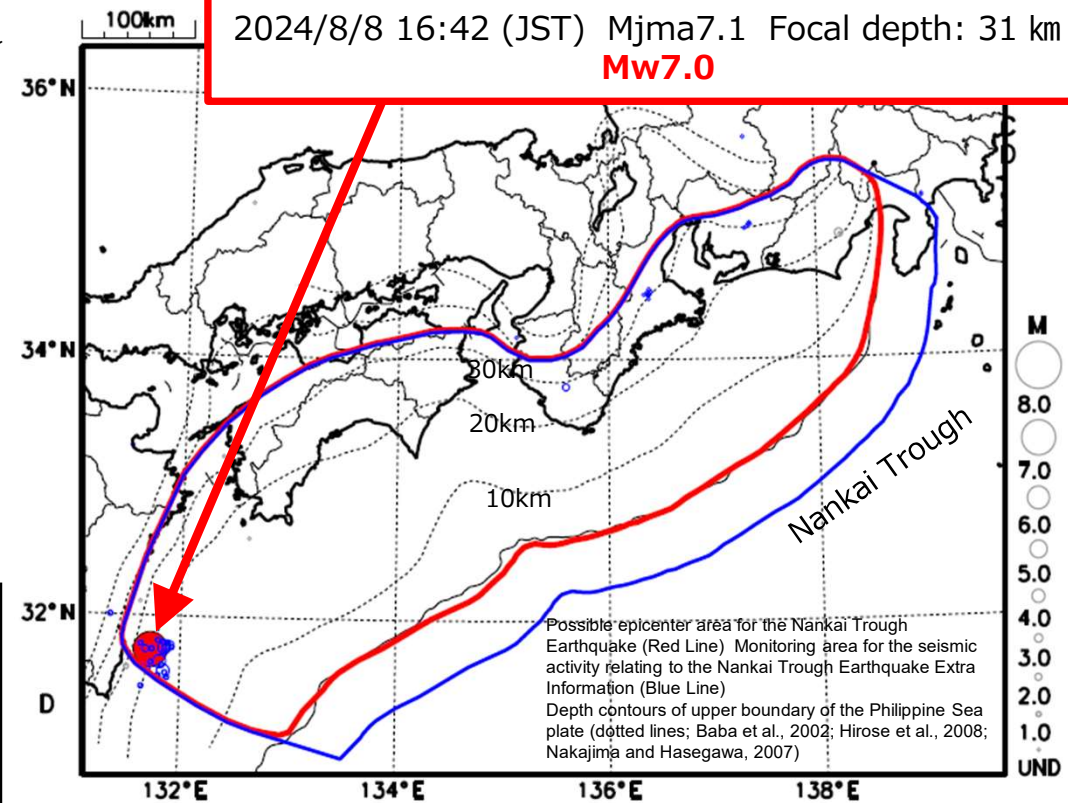 100km
2024/8/8 16:42 (JST) Mjma7.1 Focal depth: 31 ㎞
Mw7.0
36°N
D
34°N
30km
20km
10km
Nankai Trough
32°N
D
M
8.0
7.0
6.0
5.0
4.0
3.0
2.0
1.0
UND
Possible epicenter area for the Nankai Trough
Earthquake (Red Line) Monitoring area for the seismic
activity relating to the Nankai Trough Earthquake Extra
Information (Blue Line)
Depth contours of upper boundary of the Philippine Sea
plate (dotted lines; Baba et al., 2002; Hirose et al., 2008;
Nakajima and Hasegawa, 2007)
132°E
134°E
136°E
138°E